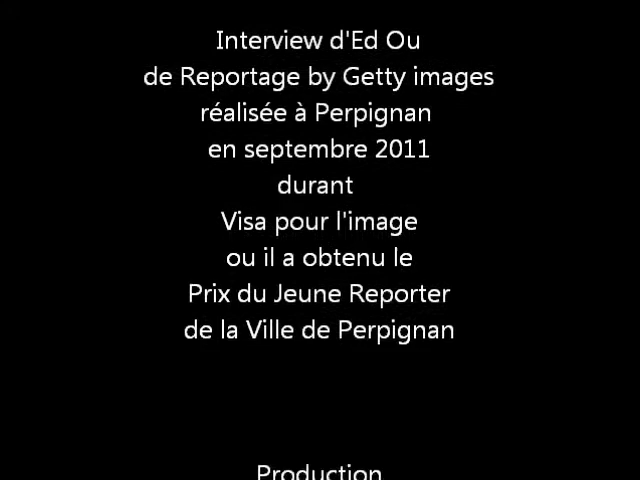 Interview d'Ed Ou
de Reportage by Getty images
réalisée à Perpignan
en septembre 2011
durant
Visa pour l'image
ou il a obtenu le
Prix du Jeune Reporter
de la Ville de Perpignan
Production